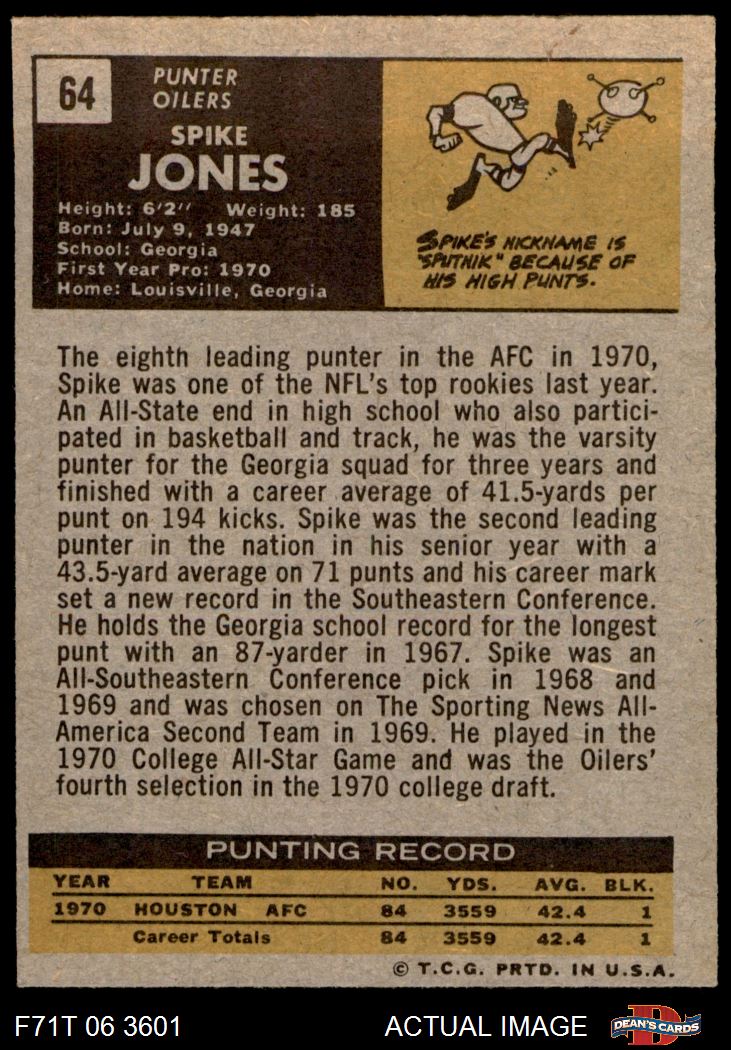 64
PUNTER
OILERS
SPIKE
JONES
Height: 6'2'' Weight: 185
Born: July 9, 1947
School: Georgia
First Year Pro: 1970
Home: Louisville, Georgia
SPIKE'S NICKNAME IS
"SPUTNIK" BECAUSE OF
HIS HIGH PUNTS.
The eighth leading punter in the AFC in 1970,
Spike was one of the NFL's top rookies last year.
An All-State end in high school who also partici-
pated in basketball and track, he was the varsity
punter for the Georgia squad for three years and
finished with a career average of 41.5-yards per
punt on 194 kicks. Spike was the second leading
punter in the nation in his senior year with a
43.5-yard average on 71 punts and his career mark
set a new record in the Southeastern Conference.
He holds the Georgia school record for the longest
punt with an 87-yarder in 1967. Spike was an
All-Southeastern Conference pick in 1968 and
1969 and was chosen on The Sporting News All-
America Second Team in 1969. He played in the
1970 College All-Star Game and was the Oilers'
fourth selection in the 1970 college draft.
PUNTING RECORD
YEAR TEAM NO. YDS. AVG. BLK.
1970 HOUSTON AFC 84 3559 42.4 1
Career Totals 84 3559 42.4 1
© T.C.G. PRTD. IN U.S.A.
F71T 06 3601 ACTUAL IMAGE D DEAN'S CARDS